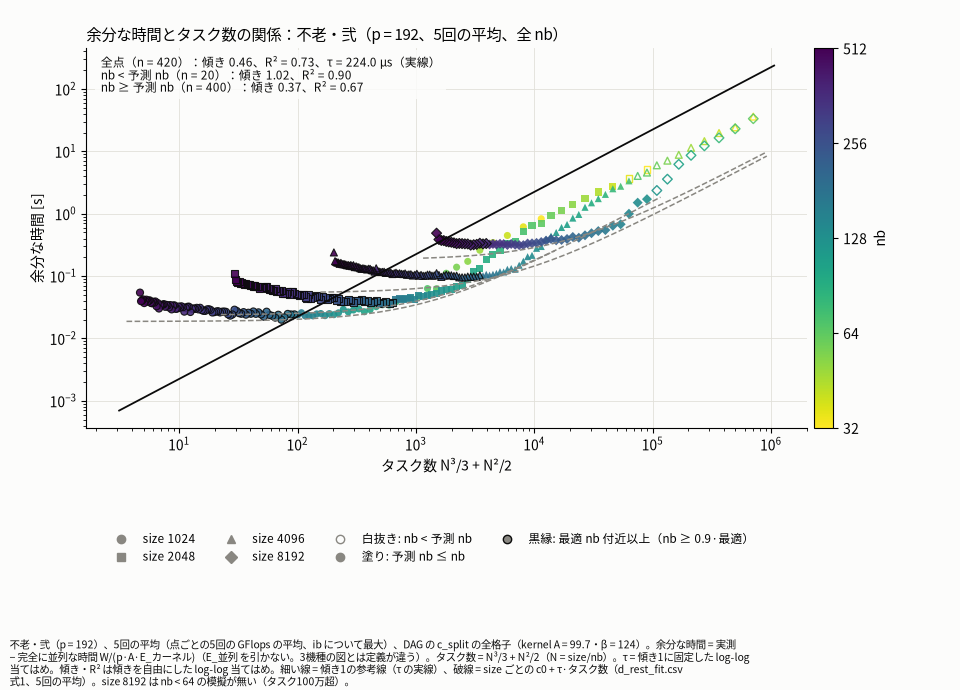 余分な時間とタスク数の関係：不老・弐（p = 192、5回の平均、全 nb）
全点（n = 420）：傾き 0.46、R² = 0.73、τ = 224.0 μs（実線）
nb < 予測 nb（n = 20）：傾き 1.02、R² = 0.90
nb ≥ 予測 nb（n = 400）：傾き 0.37、R² = 0.67
余分な時間 [s]
10²
10¹
10⁰
10⁻¹
10⁻²
10⁻³
10¹
10²
10³
10⁴
10⁵
10⁶
タスク数 N³/3 + N²/2
512
256
128
64
32
nb
size 1024
size 4096
白抜き: nb < 予測 nb
黒縁: 最適 nb 付近以上（nb ≥ 0.9·最適）
size 2048
size 8192
塗り: 予測 nb ≤ nb
不老・弐（p = 192）、5回の平均（点ごとの5回の GFlops の平均、ib について最大）、DAG の c_split の全格子（kernel A = 99.7・β = 124）。余分な時間 = 実測
− 完全に並列な時間 W/(p·A·E_カーネル)（E_並列 を引かない。3機種の図とは定義が違う）。タスク数 = N³/3 + N²/2（N = size/nb）。τ = 傾き1に固定した log-log
当てはめ。傾き・R² は傾きを自由にした log-log 当てはめ。細い線 = 傾き1の参考線（τ の実線）、破線 = size ごとの c0 + τ·タスク数（d_rest_fit.csv
式1、5回の平均）。size 8192 は nb < 64 の模擬が無い（タスク100万超）。